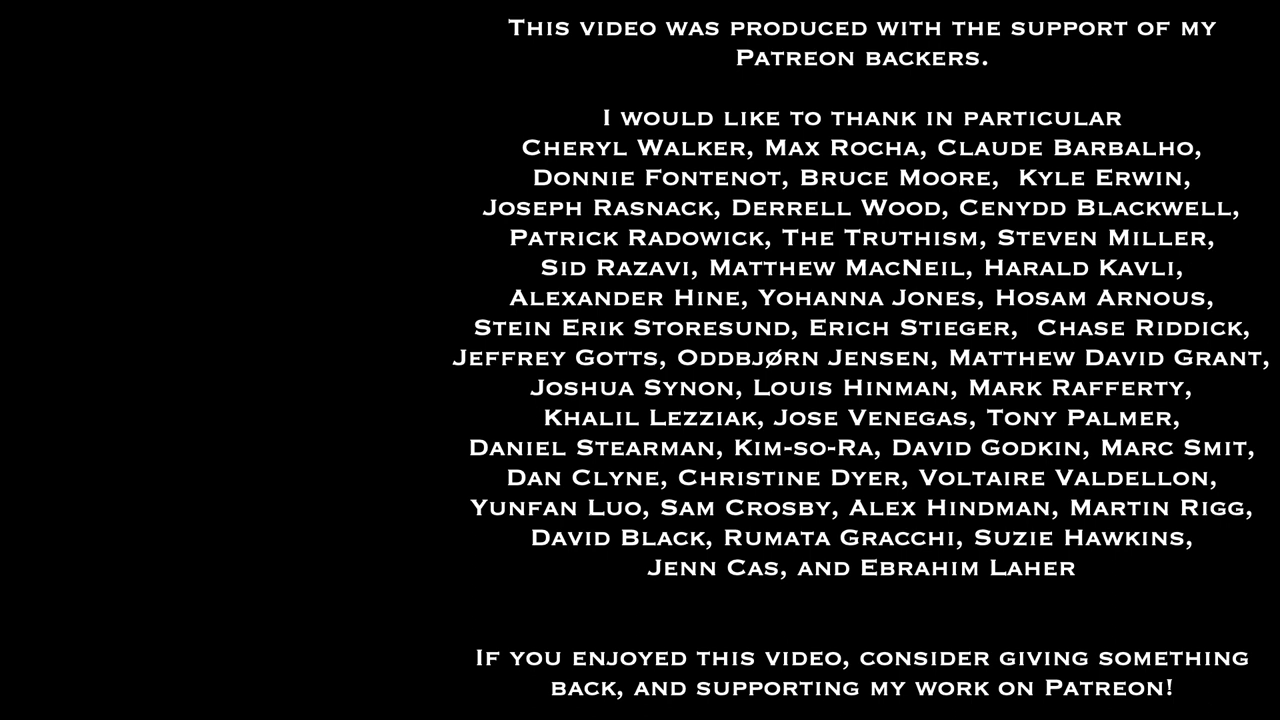 This video was produced with the support of my
Patreon backers.
I would like to thank in particular
Cheryl Walker, Max Rocha, Claude Barbalho,
Donnie Fontenot, Bruce Moore,  Kyle Erwin,
Joseph Rasnack, Derrell Wood, Cenydd Blackwell,
Patrick Radowick, The Truthism, Steven Miller,
Sid Razavi, Matthew MacNeil, Harald Kavli,
Alexander Hine, Yohanna Jones, Hosam Arnous,
Stein Erik Storesund, Erich Stieger,  Chase Riddick,
Jeffrey Gotts, Oddbjørn Jensen, Matthew David Grant,
Joshua Synon, Louis Hinman, Mark Rafferty,
Khalil Lezziak, Jose Venegas, Tony Palmer,
Daniel Stearman, Kim-so-Ra, David Godkin, Marc Smit,
Dan Clyne, Christine Dyer, Voltaire Valdellon,
Yunfan Luo, Sam Crosby, Alex Hindman, Martin Rigg,
David Black, Rumata Gracchi, Suzie Hawkins,
Jenn Cas, and Ebrahim Laher
If you enjoyed this video, consider giving something
back, and supporting my work on Patreon!